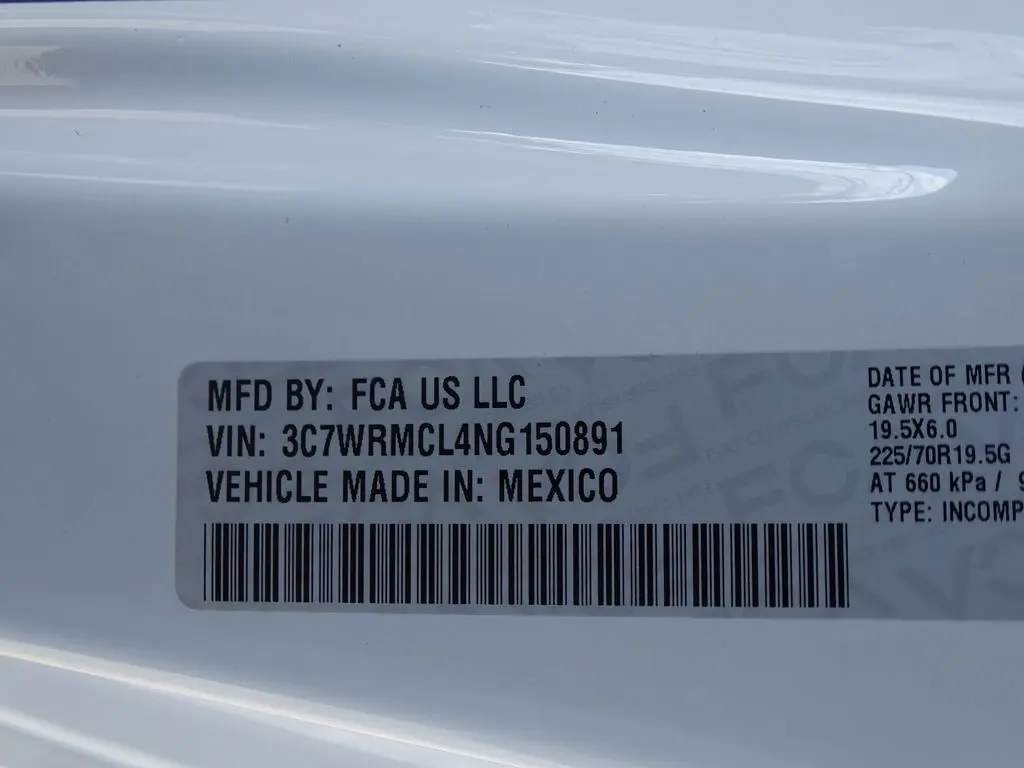 MFD BY: FCA US LLC
VIN: 3C7WRMCL4NG150891
VEHICLE MADE IN: MEXICO
DATE OF MFR
GAWR FRONT:
19.5X6.0
225/70R19.5G
AT 660 kPa / 9
TYPE: INCOMP